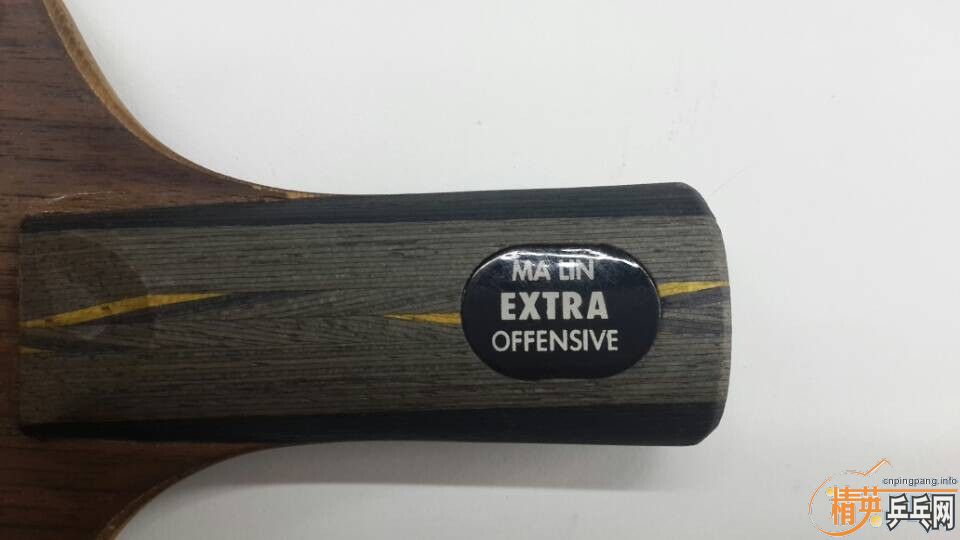 MA LIN
EXTRA
OFFENSIVE
cnpingpang.info
精英乒乓网